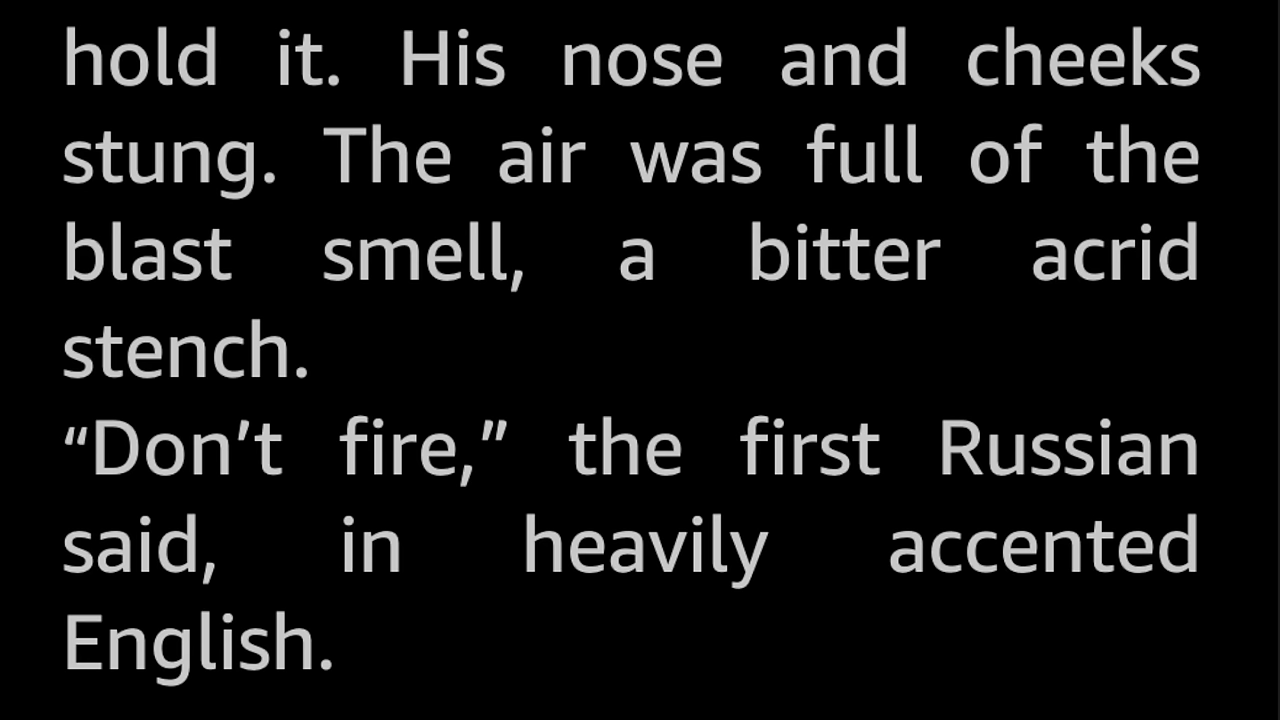 hold it. His nose and cheeks
stung. The air was full of the
blast smell, a bitter acrid
stench.
“Don’t fire,” the first Russian
said, in heavily accented
English.